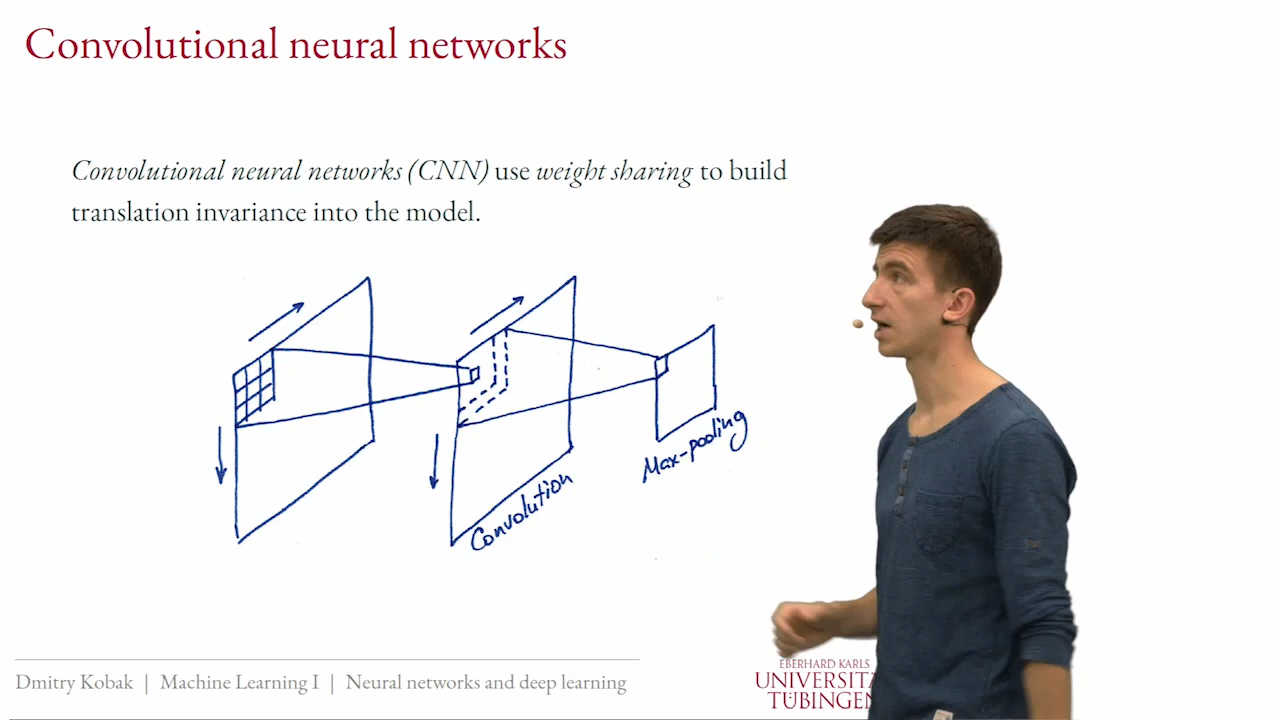 Convolutional neural networks
Convolutional neural networks (CNN) use weight sharing to build
translation invariance into the model.
Convolution
Max-pooling
Dmitry Kobak | Machine Learning I | Neural networks and deep learning
EBERHARD KARLS
UNIVERSITA
TÜBINGEN